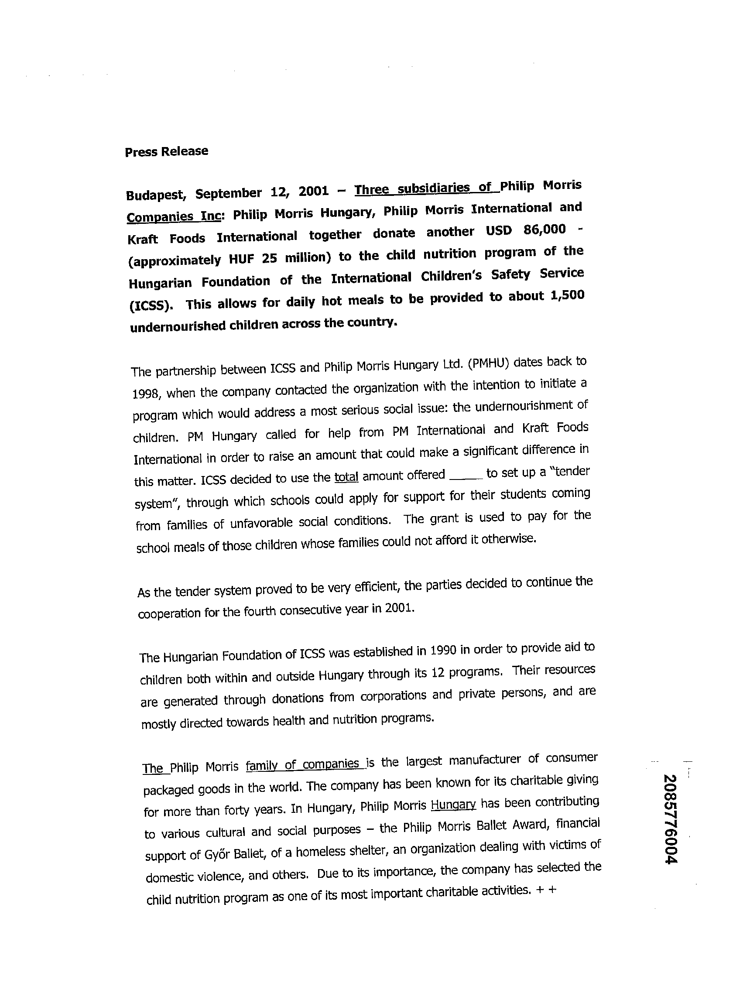 Press Release
Budapest, September 12, 2001 – Three subsidiaries of Philip Morris
Companies Inc: Philip Morris Hungary, Philip Morris International and
Kraft Foods International together donate another USD 86,000 -
(approximately HUF 25 million) to the child nutrition program of the
Hungarian Foundation of the International Children's Safety Service
(ICSS). This allows for daily hot meals to be provided to about 1,500
undernourished children across the country.
The partnership between ICSS and Philip Morris Hungary Ltd. (PMHU) dates back to
1998, when the company contacted the organization with the intention to initiate a
program which would address a most serious social issue: the undernourishment of
children. PM Hungary called for help from PM International and Kraft Foods
International in order to raise an amount that could make a significant difference in
this matter. ICSS decided to use the total amount offered _____ to set up a "tender
system", through which schools could apply for support for their students coming
from families of unfavorable social conditions. The grant is used to pay for the
school meals of those children whose families could not afford it otherwise.
As the tender system proved to be very efficient, the parties decided to continue the
cooperation for the fourth consecutive year in 2001.
The Hungarian Foundation of ICSS was established in 1990 in order to provide aid to
children both within and outside Hungary through its 12 programs. Their resources
are generated through donations from corporations and private persons, and are
mostly directed towards health and nutrition programs.
The Philip Morris family of companies is the largest manufacturer of consumer
packaged goods in the world. The company has been known for its charitable giving
for more than forty years. In Hungary, Philip Morris Hungary has been contributing
to various cultural and social purposes – the Philip Morris Ballet Award, financial
support of Győr Ballet, of a homeless shelter, an organization dealing with victims of
domestic violence, and others. Due to its importance, the company has selected the
child nutrition program as one of its most important charitable activities. + +
2085776004